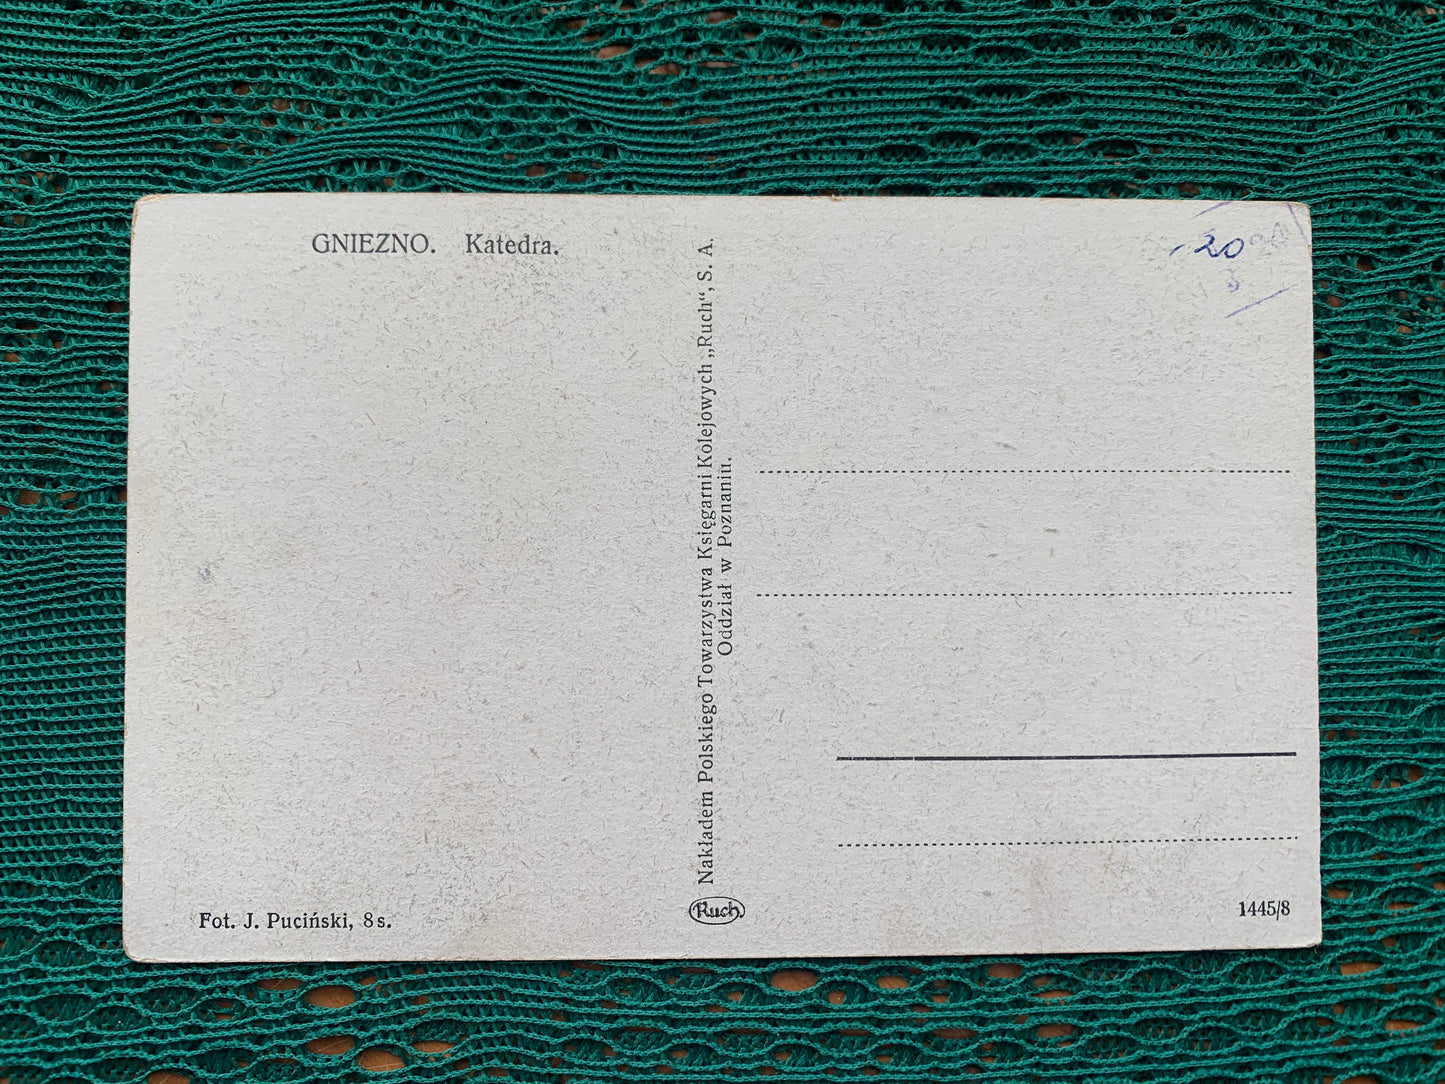 GNIEZNO. Katedra.
20
Nakładem Polskiego Towarzystwa Księgarni Kolejowych „Ruch“, S. A.
Oddział w Poznaniu.
Fot. J. Puciński, 8 s.
Ruch
1445/8